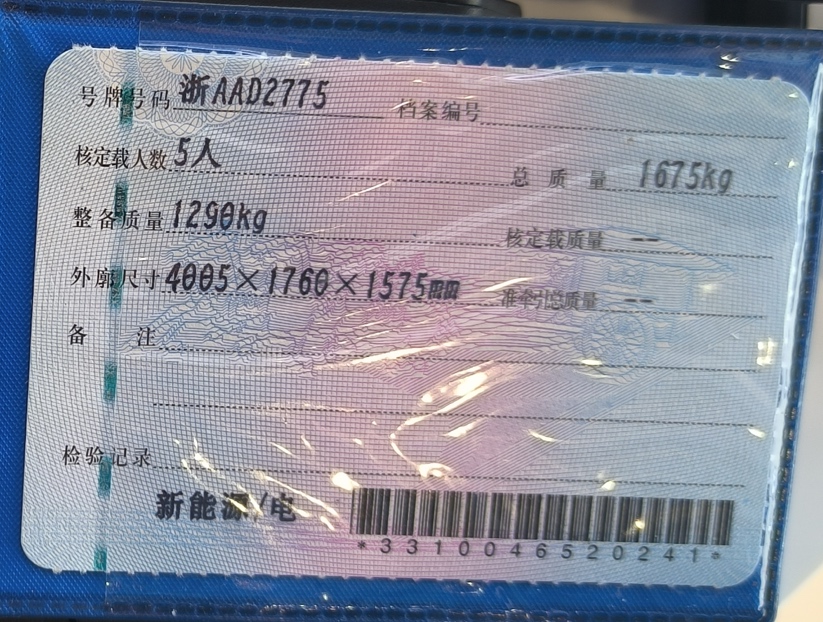 号牌号码 浙AAD2775 档案编号
核定载人数 5人 总质量 1675kg
整备质量 1290kg 核定载质量 --
外廓尺寸 4005×1760×1575mm 准牵引总质量 --
备注
检验记录
新能源/电
*3310046520241*